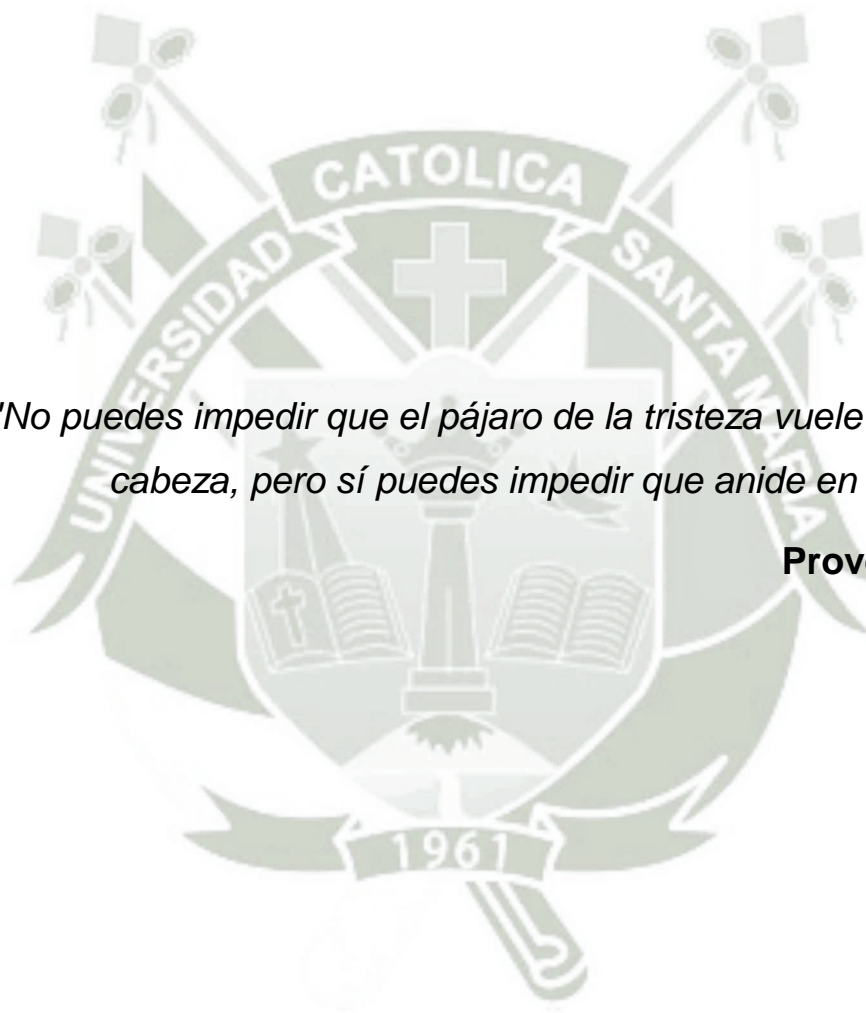 CATOLICA
UNIVERSIDAD
SANTA MARIA
"No puedes impedir que el pájaro de la tristeza vuele
cabeza, pero sí puedes impedir que anide en
1961